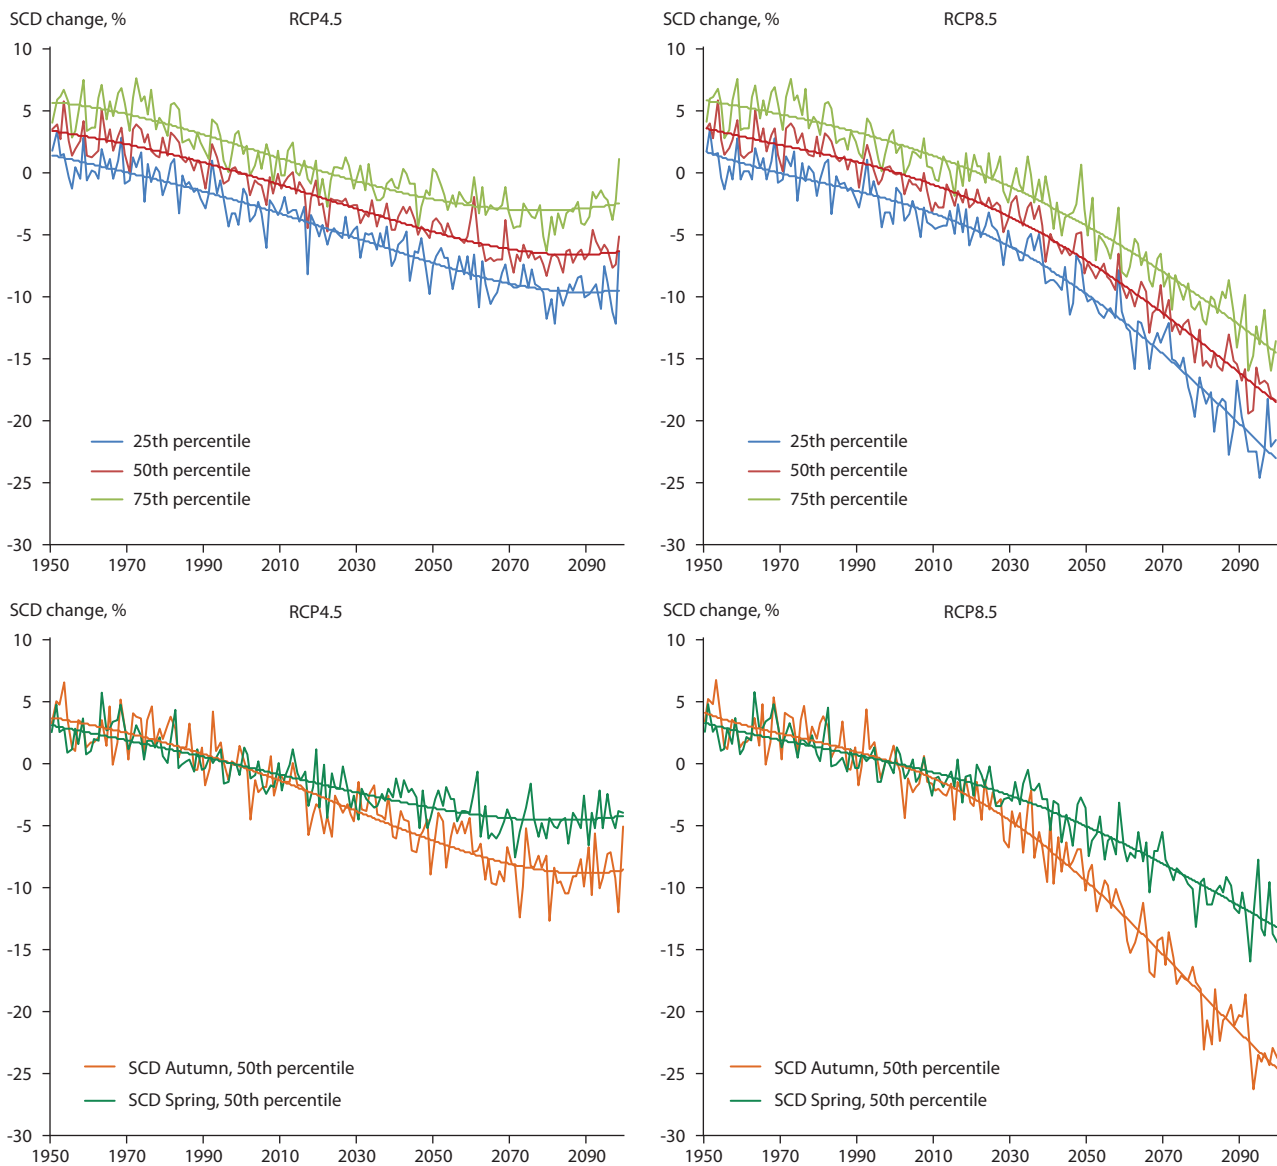 SCD change, %
RCP4.5
10
5
0
-5
-10
-15
-20
-25
-30
25th percentile
50th percentile
75th percentile
1950 1970 1990 2010 2030 2050 2070 2090
SCD change, %
RCP8.5
10
5
0
-5
-10
-15
-20
-25
-30
25th percentile
50th percentile
75th percentile
1950 1970 1990 2010 2030 2050 2070 2090
SCD change, %
RCP4.5
10
5
0
-5
-10
-15
-20
-25
-30
SCD Autumn, 50th percentile
SCD Spring, 50th percentile
1950 1970 1990 2010 2030 2050 2070 2090
SCD change, %
RCP8.5
10
5
0
-5
-10
-15
-20
-25
-30
SCD Autumn, 50th percentile
SCD Spring, 50th percentile
1950 1970 1990 2010 2030 2050 2070 2090